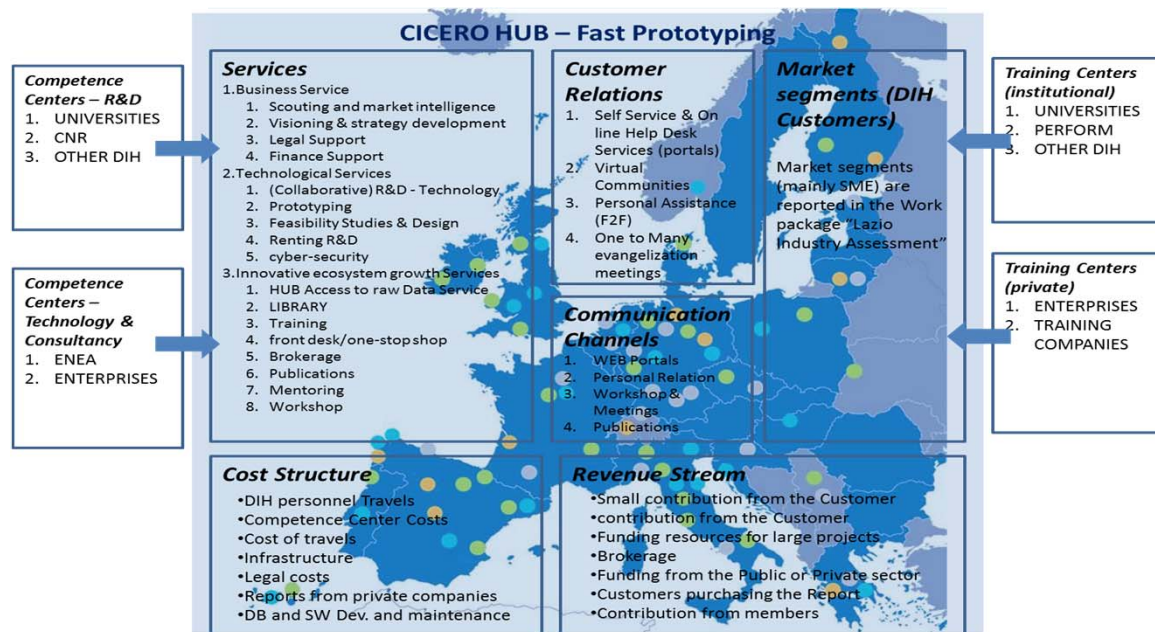 CICERO HUB – Fast Prototyping
Competence
Centers – R&D
1. UNIVERSITIES
2. CNR
3. OTHER DIH
Competence
Centers –
Technology &
Consultancy
1. ENEA
2. ENTERPRISES
Services
1.Business Service
1. Scouting and market intelligence
2. Visioning & strategy development
3. Legal Support
4. Finance Support
2.Technological Services
1. (Collaborative) R&D - Technology
2. Prototyping
3. Feasibility Studies & Design
4. Renting R&D
5. cyber-security
3.Innovative ecosystem growth Services
1. HUB Access to raw Data Service
2. LIBRARY
3. Training
4. front desk/one-stop shop
5. Brokerage
6. Publications
7. Mentoring
8. Workshop
Customer
Relations
1. Self Service & On
line Help Desk
Services (portals)
2. Virtual
Communities
3. Personal Assistance
(F2F)
4. One to Many
evangelization
meetings
Communication
Channels
1. WEB Portals
2. Personal Relation
3. Workshop &
Meetings
4. Publications
Market
segments (DIH
Customers)
Market segments
(mainly SME) are
reported in the Work
package “Lazio
Industry Assessment”
Training Centers
(institutional)
1. UNIVERSITIES
2. PERFORM
3. OTHER DIH
Training Centers
(private)
1. ENTERPRISES
2. TRAINING
COMPANIES
Cost Structure
•DIH personnel Travels
•Competence Center Costs
•Cost of travels
•Infrastructure
•Legal costs
•Reports from private companies
•DB and SW Dev. and maintenance
Revenue Stream
•Small contribution from the Customer
•contribution from the Customer
•Funding resources for large projects
•Brokerage
•Funding from the Public or Private sector
•Customers purchasing the Report
•Contribution from members